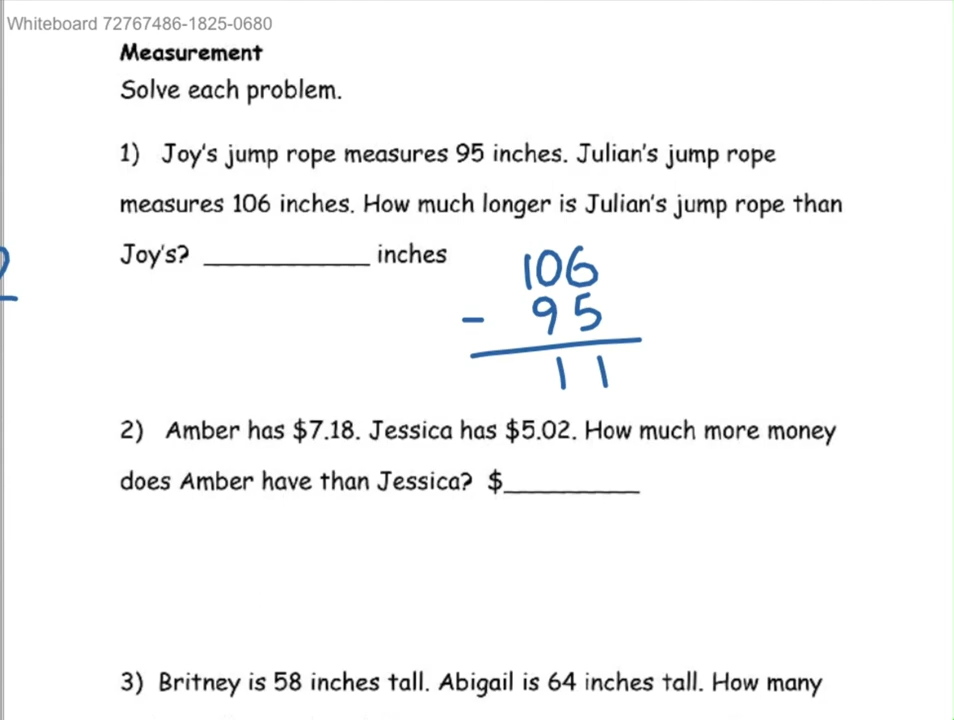 Whiteboard 72767486-1825-0680
Measurement
Solve each problem.
1) Joy's jump rope measures 95 inches. Julian's jump rope
measures 106 inches. How much longer is Julian's jump rope than
Joy's? ____________ inches
106
- 95
11
2) Amber has $7.18. Jessica has $5.02. How much more money
does Amber have than Jessica? $__________
3) Britney is 58 inches tall. Abigail is 64 inches tall. How many